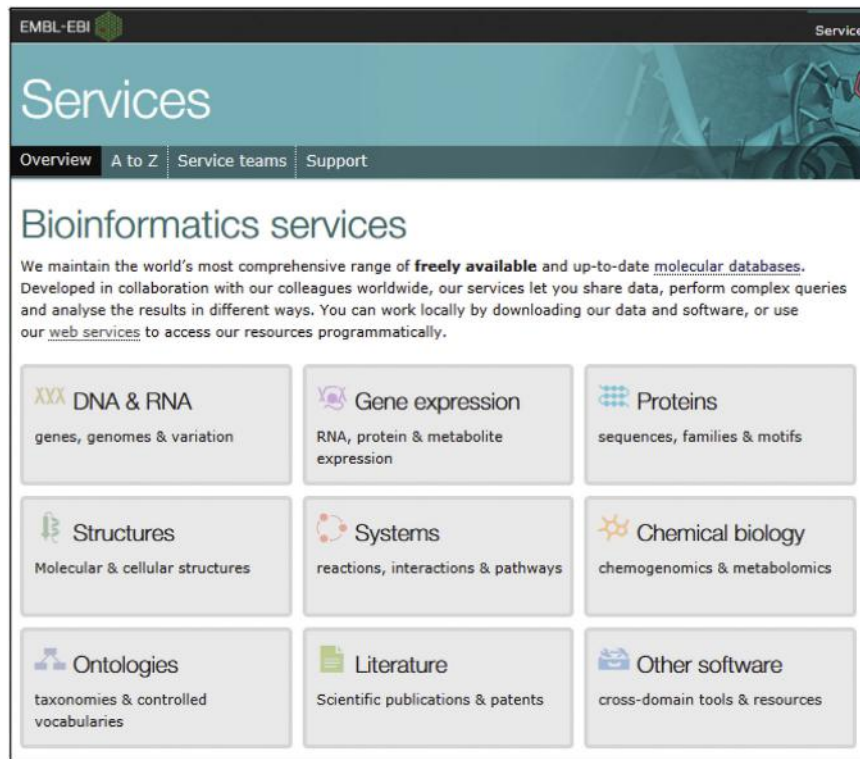 EMBL-EBI
Service
Services
Overview A to Z Service teams Support
Bioinformatics services
We maintain the world's most comprehensive range of freely available and up-to-date molecular databases.
Developed in collaboration with our colleagues worldwide, our services let you share data, perform complex queries
and analyse the results in different ways. You can work locally by downloading our data and software, or use
our web services to access our resources programmatically.
DNA & RNA
genes, genomes & variation
Gene expression
RNA, protein & metabolite
expression
Proteins
sequences, families & motifs
Structures
Molecular & cellular structures
Systems
reactions, interactions & pathways
Chemical biology
chemogenomics & metabolomics
Ontologies
taxonomies & controlled
vocabularies
Literature
Scientific publications & patents
Other software
cross-domain tools & resources